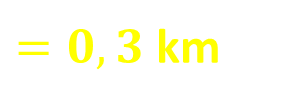 = 0, 3 km